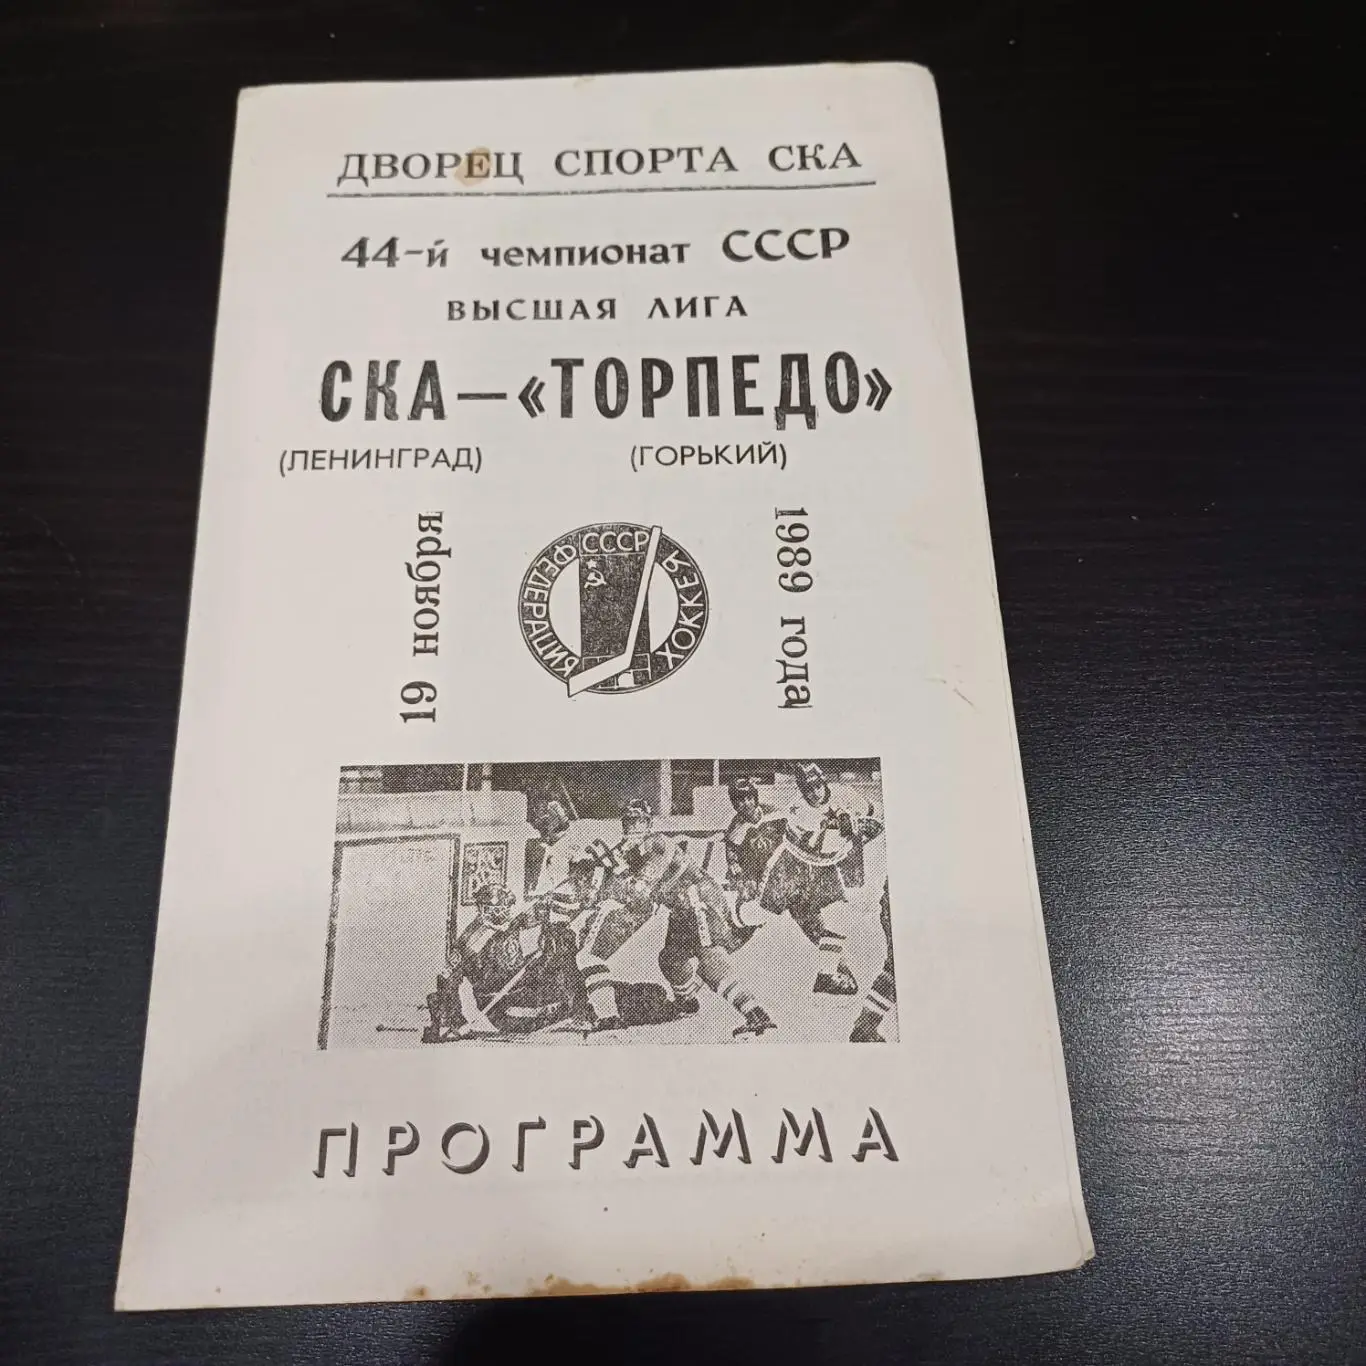 ДВОРЕЦ СПОРТА СКА
44-й чемпионат СССР
ВЫСШАЯ ЛИГА
СКА — «ТОРПЕДО»
(ЛЕНИНГРАД) (ГОРЬКИЙ)
19 ноября
ФЕДЕРАЦИЯ СССР ХОККЕЯ
1989 года
ПРОГРАММА